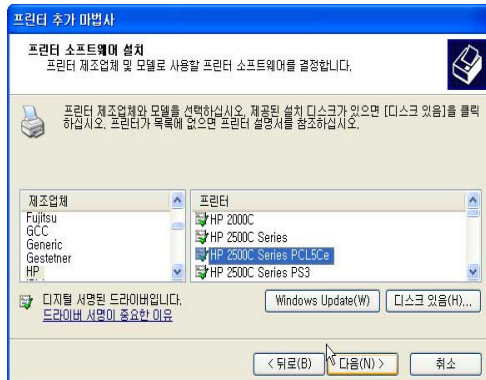 프린터 추가 마법사
프린터 소프트웨어 설치
프린터 제조업체 및 모델로 사용할 프린터 소프트웨어를 결정합니다.
프린터 제조업체와 모델을 선택하십시오. 제공된 설치 디스크가 있으면 [디스크 있음]을 클릭
하십시오. 프린터가 목록에 없으면 프린터 설명서를 참조하십시오.
제조업체
Fujitsu
GCC
Generic
Gestetner
HP
프린터
HP 2000C
HP 2500C Series
HP 2500C Series PCL5Ce
HP 2500C Series PS3
디지털 서명된 드라이버입니다.
드라이버 서명이 중요한 이유
Windows Update(W)
디스크 있음(H)...
< 뒤로(B)
다음(N) >
취소